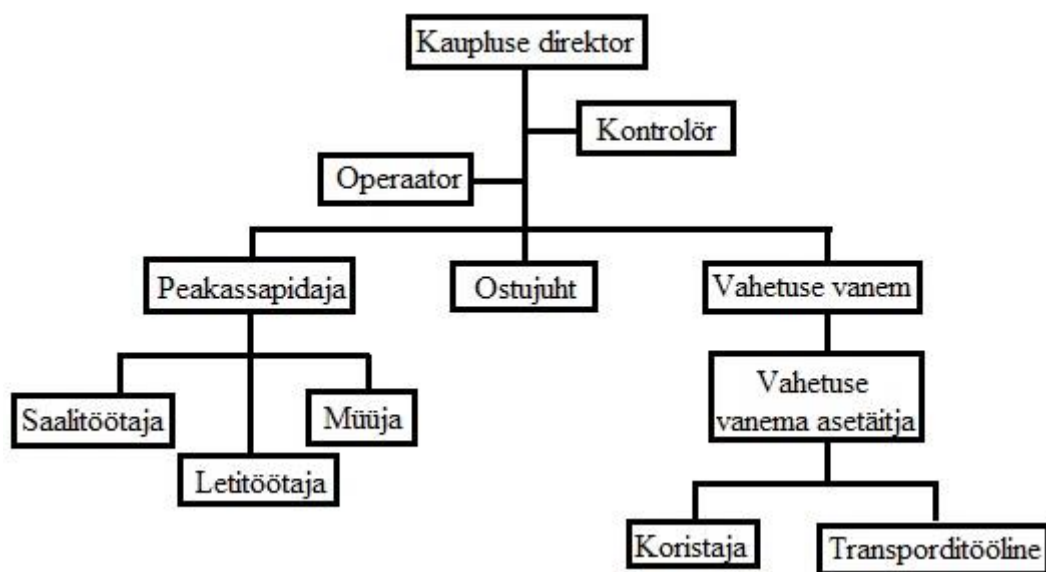 Kaupluse direktor
Kontrolör
Operaator
Peakassapidaja
Ostujuht
Vahetuse vanem
Vahetuse
vanema asetäitja
Saalitöötaja
Müüja
Letitöötaja
Koristaja
Transporditööline